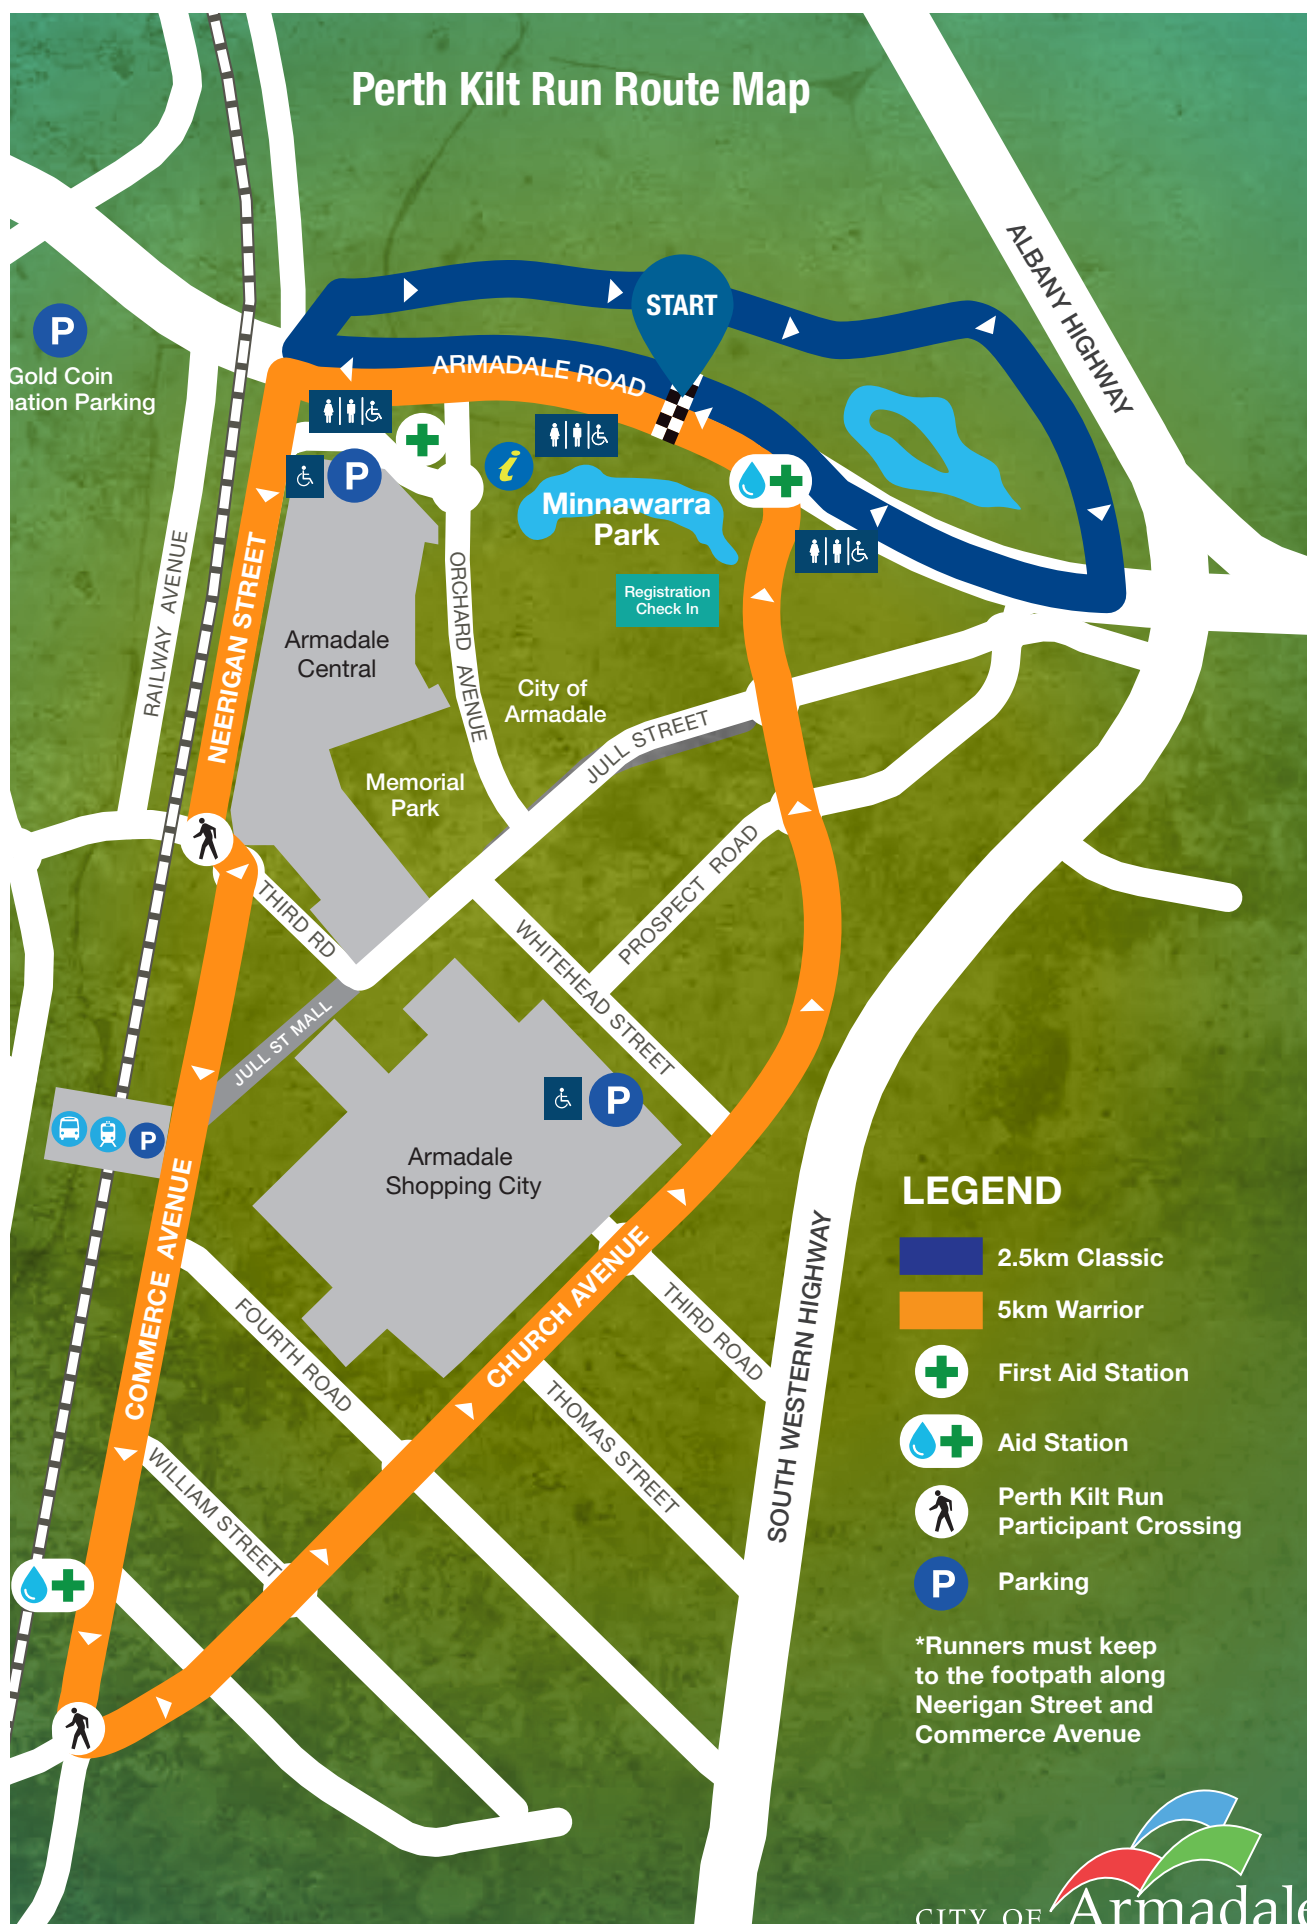 Perth Kilt Run Route Map
ALBANY HIGHWAY
START
P
Gold Coin
nation Parking
ARMADALE ROAD
P
i
Minnawarra
Park
Registration
Check In
RAILWAY AVENUE
NEERIGAN STREET
ORCHARD AVENUE
Armadale
Central
City of
Armadale
JULL STREET
Memorial
Park
THIRD RD
PROSPECT ROAD
WHITEHEAD STREET
JULL ST MALL
P
P
Armadale
Shopping City
COMMERCE AVENUE
CHURCH AVENUE
FOURTH ROAD
THIRD ROAD
THOMAS STREET
WILLIAM STREET
SOUTH WESTERN HIGHWAY
LEGEND
2.5km Classic
5km Warrior
First Aid Station
Aid Station
Perth Kilt Run
Participant Crossing
P
Parking
*Runners must keep
to the footpath along
Neerigan Street and
Commerce Avenue
CITY OF Armadale